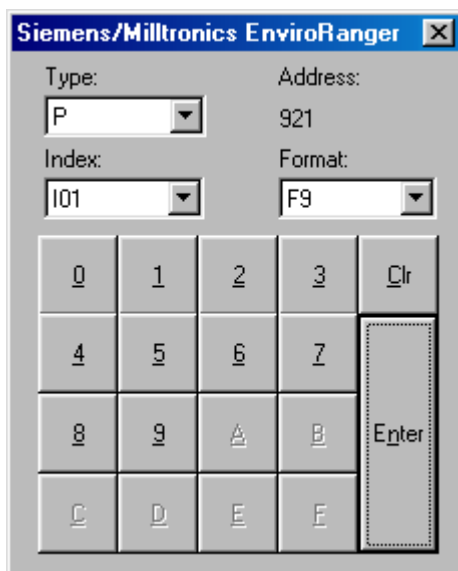 Siemens/Milltronics EnviroRanger
Type: Address:
P 921
Index: Format:
I01 F9
0 1 2 3 Clr
4 5 6 7
8 9 A B Enter
C D E F